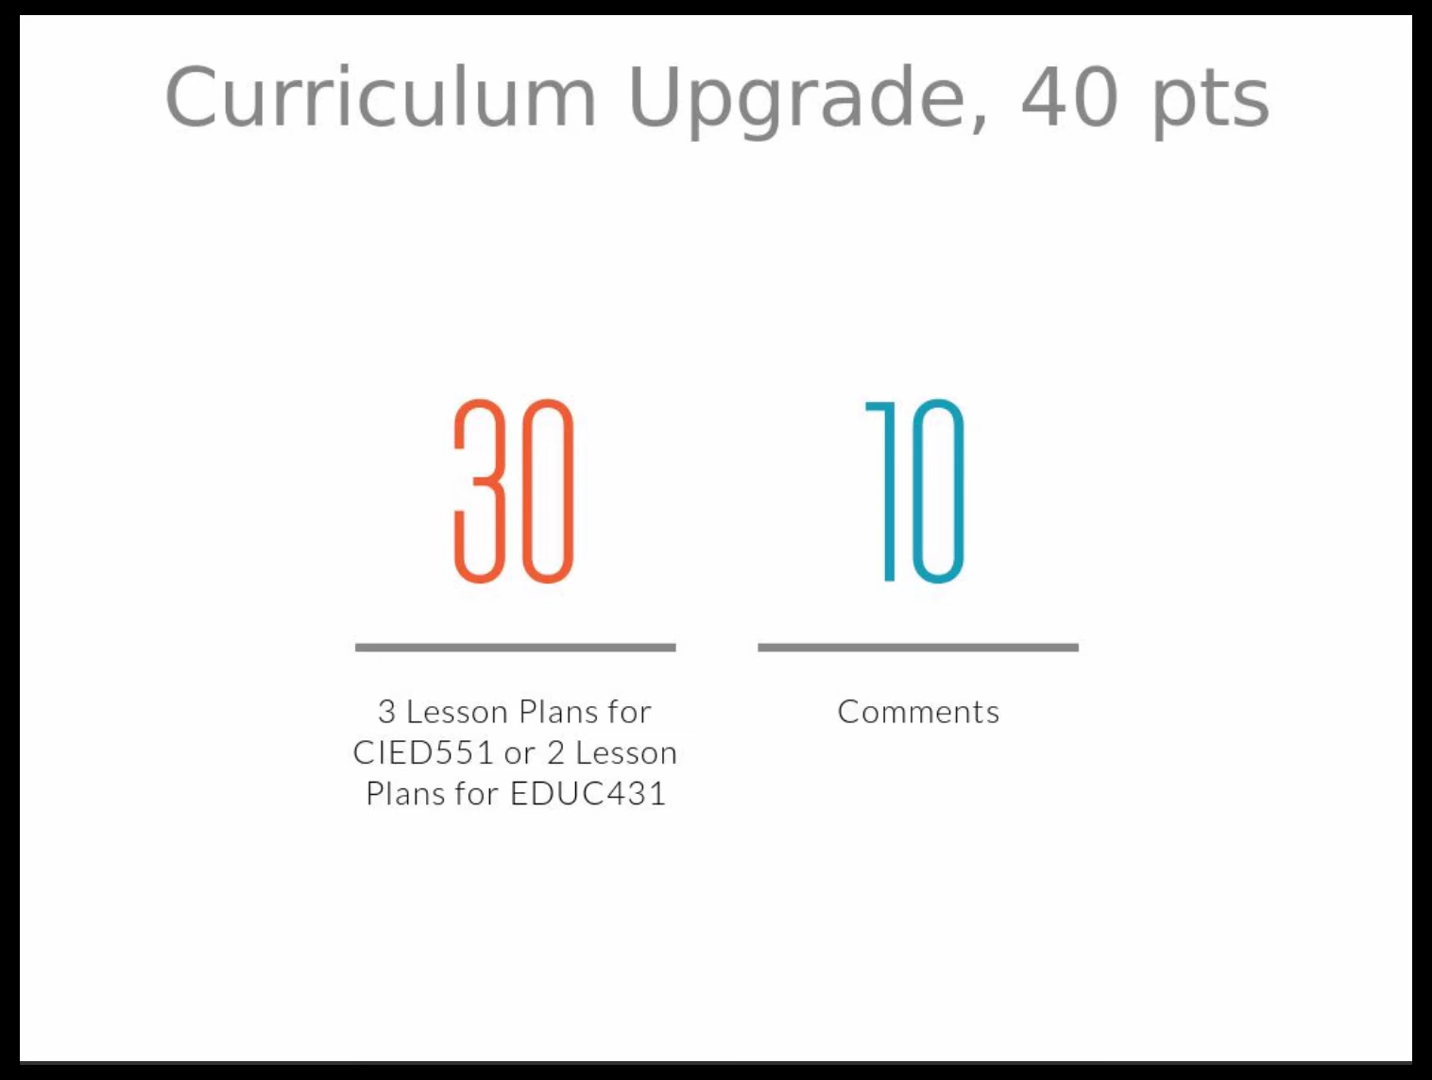 Curriculum Upgrade, 40 pts
30
3 Lesson Plans for
CIED551 or 2 Lesson
Plans for EDUC431
10
Comments